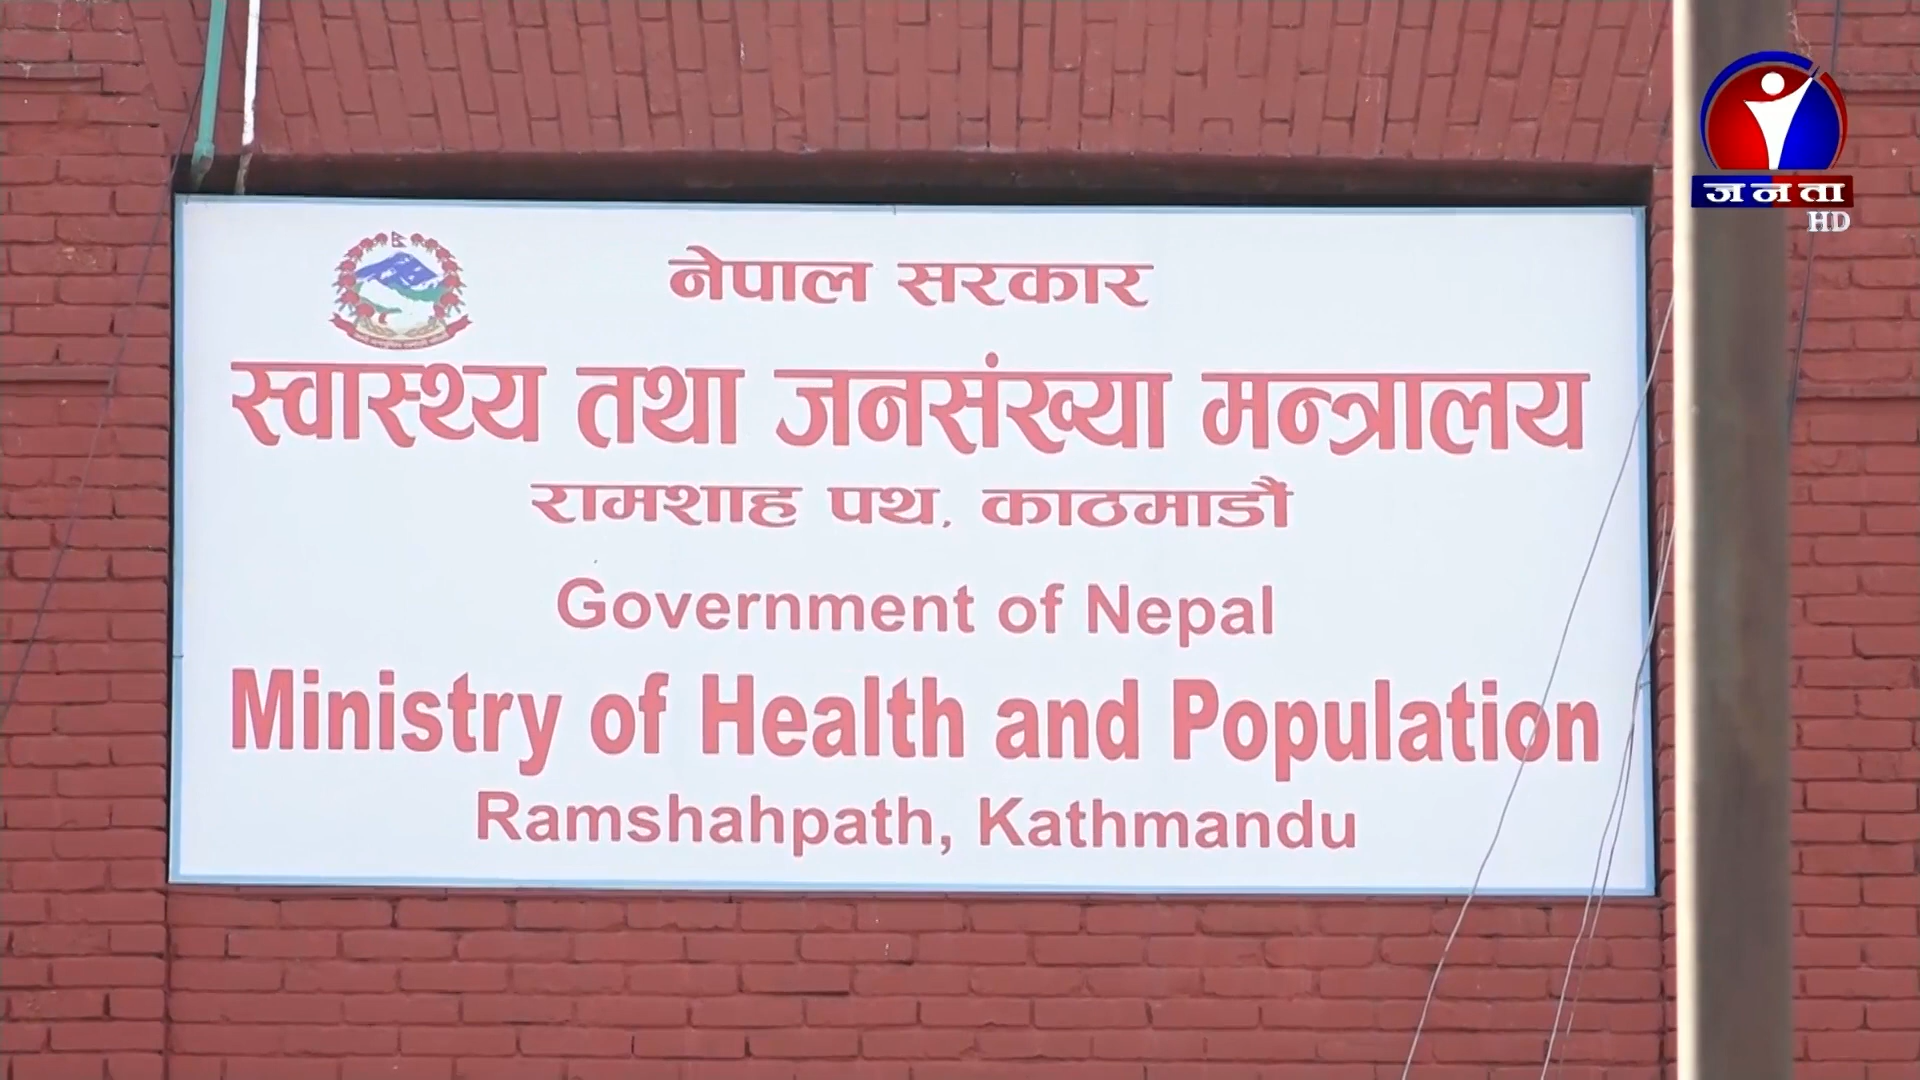 जनता
HD
नेपाल सरकार
स्वास्थ्य तथा जनसंख्या मन्त्रालय
रामशाह पथ, काठमाडौं
Government of Nepal
Ministry of Health and Population
Ramshahpath, Kathmandu